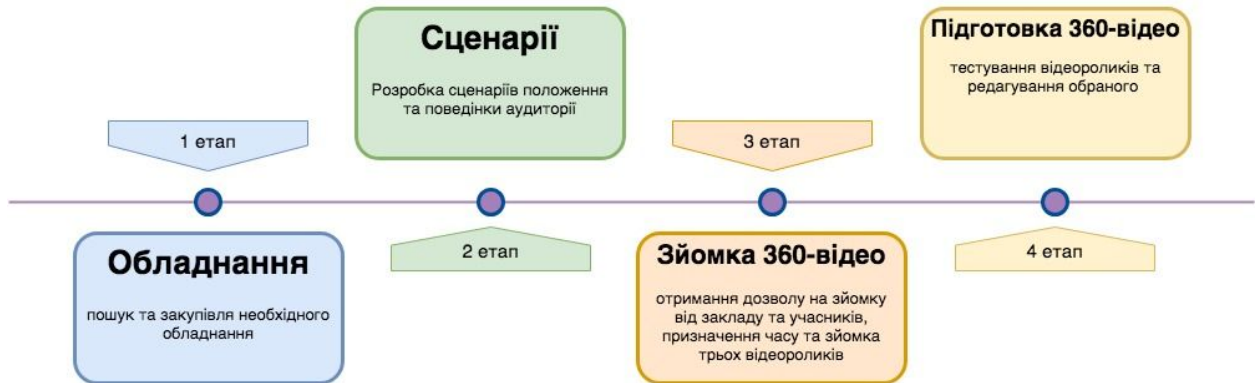 1 етап
Обладнання
пошук та закупівля необхідного
обладнання
Сценарії
Розробка сценаріїв положення
та поведінки аудиторії
2 етап
3 етап
Зйомка 360-відео
отримання дозволу на зйомку
від закладу та учасників,
призначення часу та зйомка
трьох відеороликів
Підготовка 360-відео
тестування відеороликів та
редагування обраного
4 етап